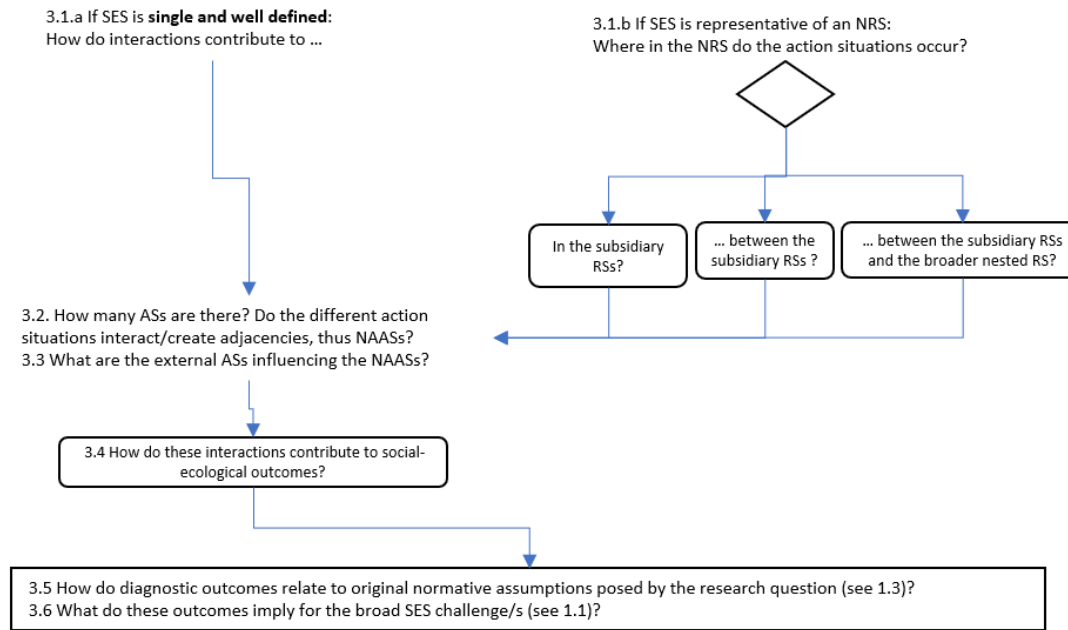 3.1.a If SES is single and well defined:
How do interactions contribute to ...
3.1.b If SES is representative of an NRS:
Where in the NRS do the action situations occur?
In the subsidiary
RSs?
... between the
subsidiary RSs ?
... between the subsidiary RSs
and the broader nested RS?
3.2. How many ASs are there? Do the different action
situations interact/create adjacencies, thus NAASs?
3.3 What are the external ASs influencing the NAASs?
3.4 How do these interactions contribute to social-
ecological outcomes?
3.5 How do diagnostic outcomes relate to original normative assumptions posed by the research question (see 1.3)?
3.6 What do these outcomes imply for the broad SES challenge/s (see 1.1)?